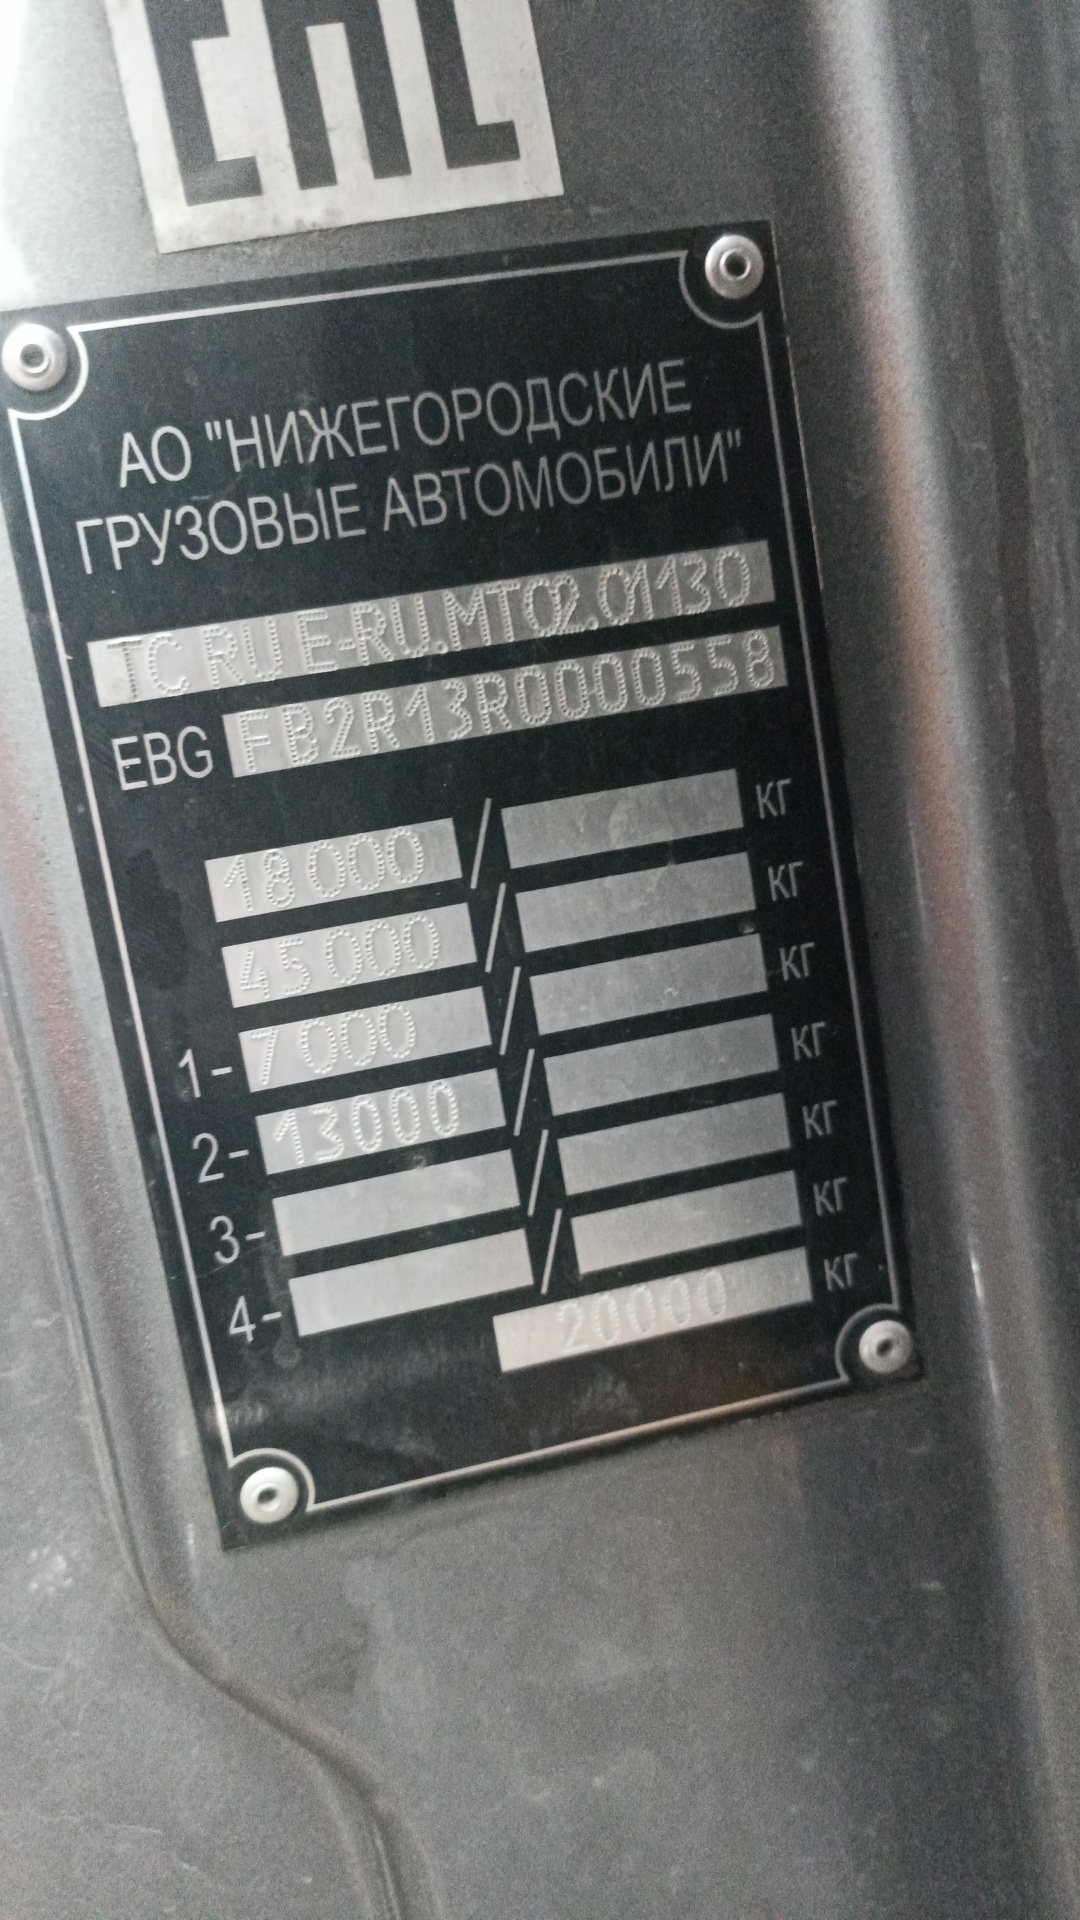 EAC
АО "НИЖЕГОРОДСКИЕ
ГРУЗОВЫЕ АВТОМОБИЛИ"
TC RU E-RU.MT02.01130
EBG FB2R13R0000558
18000 / КГ
45000 / КГ
1- 7000 / КГ
2- 13000 / КГ
3- / КГ
4- / КГ
20000 КГ